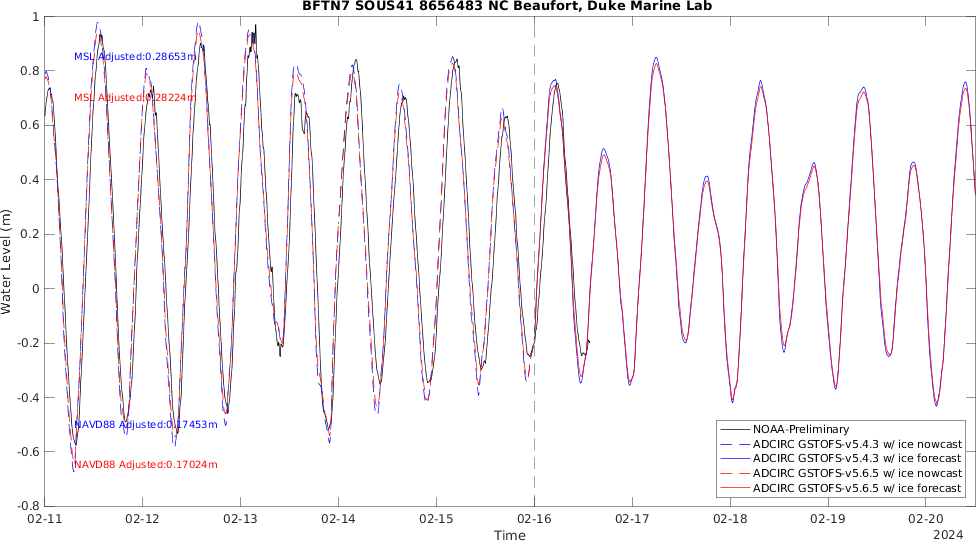 BFTN7 SOUS41 8656483 NC Beaufort, Duke Marine Lab
1
0.8
0.6
0.4
0.2
0
-0.2
-0.4
-0.6
-0.8
Water Level (m)
MSL Adjusted:0.28653m
MSL Adjusted:0.28224m
NAVD88 Adjusted:0.17453m
NAVD88 Adjusted:0.17024m
NOAA-Preliminary
ADCIRC GSTOFS-v5.4.3 w/ ice nowcast
ADCIRC GSTOFS-v5.4.3 w/ ice forecast
ADCIRC GSTOFS-v5.6.5 w/ ice nowcast
ADCIRC GSTOFS-v5.6.5 w/ ice forecast
02-11 02-12 02-13 02-14 02-15 02-16 02-17 02-18 02-19 02-20
Time
2024